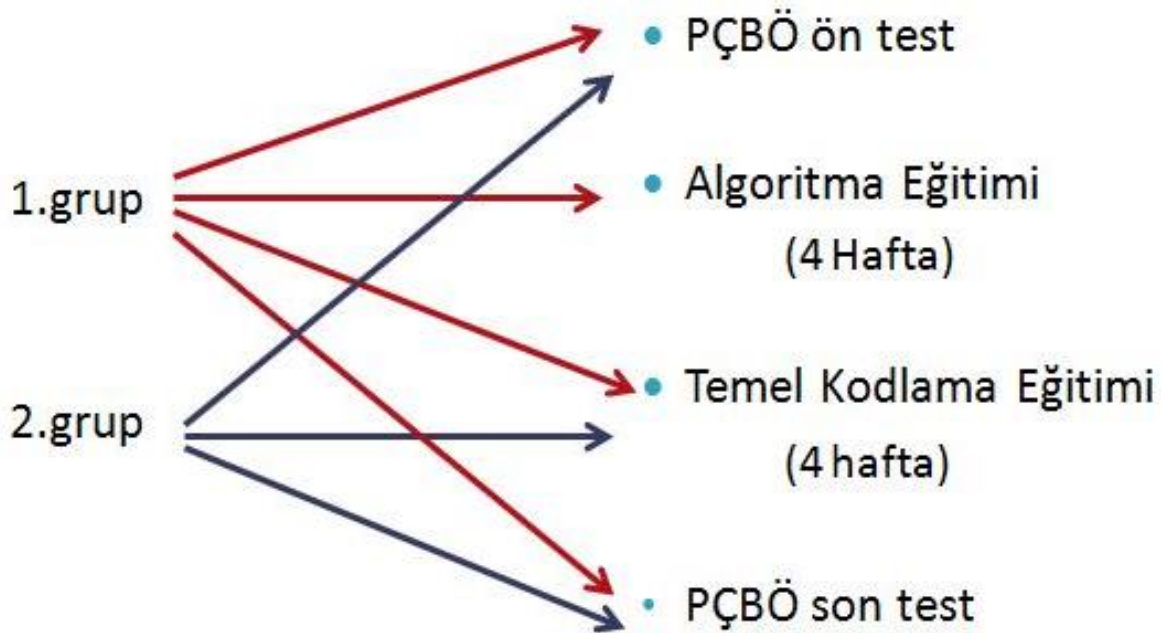 PÇBÖ ön test
1.grup
Algoritma Eğitimi
(4 Hafta)
2.grup
Temel Kodlama Eğitimi
(4 hafta)
PÇBÖ son test